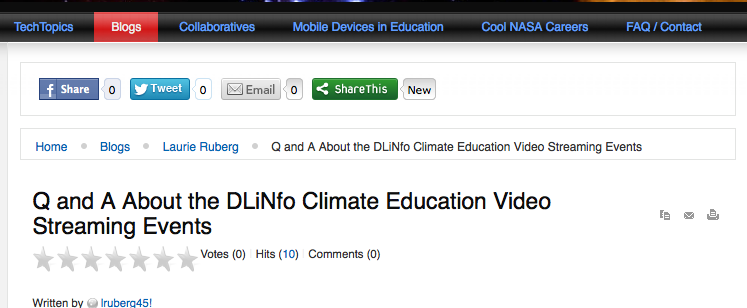 TechTopics Blogs Collaboratives Mobile Devices in Education Cool NASA Careers FAQ / Contact
f Share 0 Tweet 0 Email 0 ShareThis New
Home Blogs Laurie Ruberg Q and A About the DLiNfo Climate Education Video Streaming Events
Q and A About the DLiNfo Climate Education Video
Streaming Events
Votes (0) Hits (10) Comments (0)
Written by lruberg45!